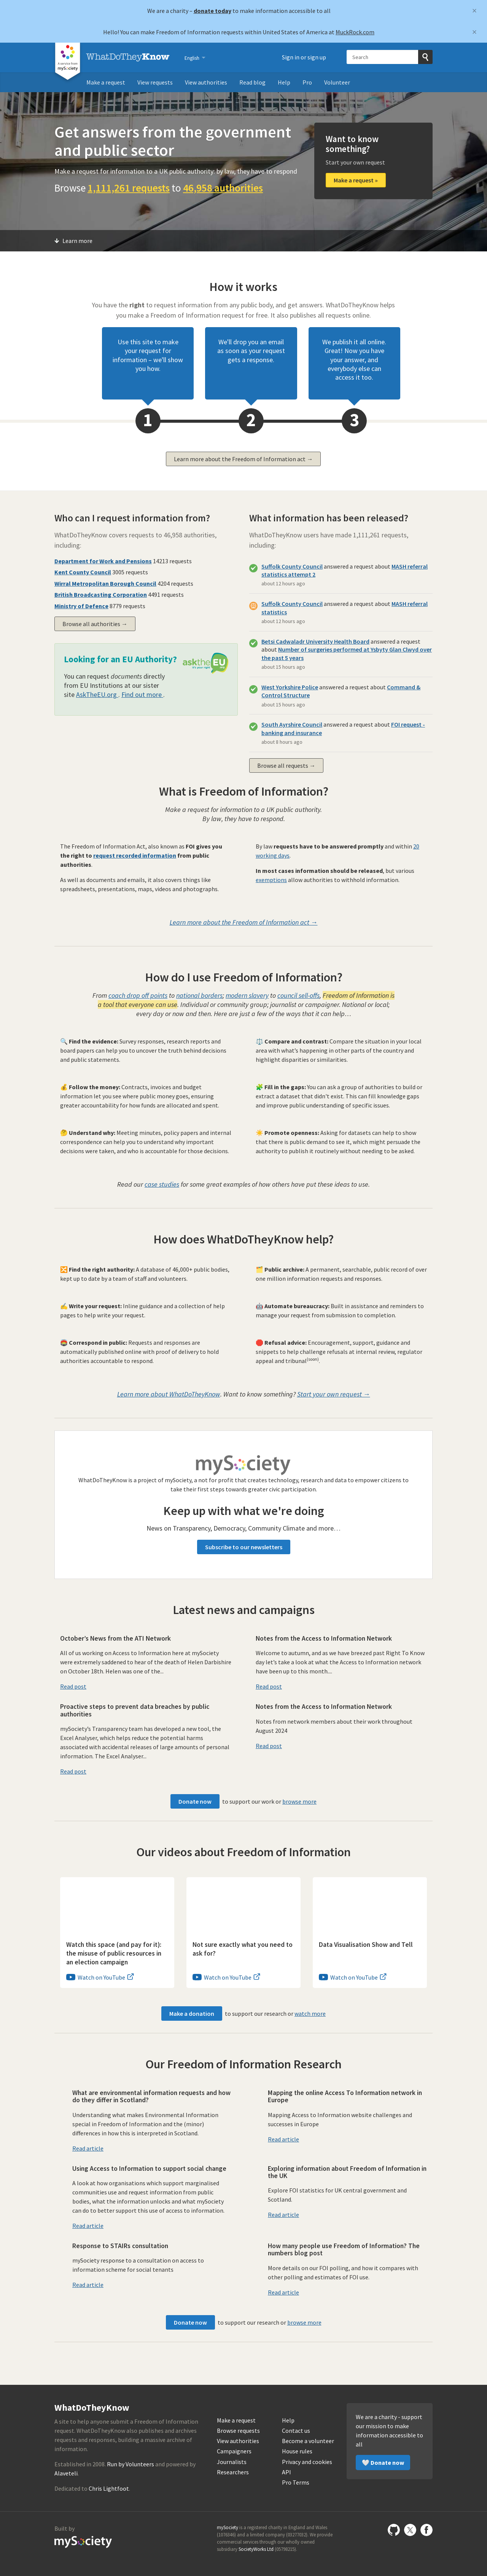 We are a charity – donate today to make information accessible to all
×
Hello! You can make Freedom of Information requests within United States of America at MuckRock.com
×
A service from mySociety
WhatDoTheyKnow
English
Sign in or sign up
Search
Make a request
View requests
View authorities
Read blog
Help
Pro
Volunteer
Get answers from the government and public sector
Make a request for information to a UK public authority: by law, they have to respond
Browse 1,111,261 requests to 46,958 authorities
Want to know something?
Start your own request
Make a request »
Learn more
How it works
You have the right to request information from any public body, and get answers. WhatDoTheyKnow helps
you make a Freedom of Information request for free. It also publishes all requests online.
Use this site to make your request for information – we'll show you how.
We'll drop you an email as soon as your request gets a response.
We publish it all online. Great! Now you have your answer, and everybody else can access it too.
1
2
3
Learn more about the Freedom of Information act →
Who can I request information from?
WhatDoTheyKnow covers requests to 46,958 authorities, including:
Department for Work and Pensions 14213 requests
Kent County Council 3005 requests
Wirral Metropolitan Borough Council 4204 requests
British Broadcasting Corporation 4491 requests
Ministry of Defence 8779 requests
Browse all authorities →
Looking for an EU Authority?
asktheEU
You can request documents directly from EU Institutions at our sister site AskTheEU.org . Find out more .
What information has been released?
WhatDoTheyKnow users have made 1,111,261 requests, including:
Suffolk County Council answered a request about MASH referral statistics attempt 2
about 12 hours ago
Suffolk County Council answered a request about MASH referral statistics
about 12 hours ago
Betsi Cadwaladr University Health Board answered a request about Number of surgeries performed at Ysbyty Glan Clwyd over the past 5 years
about 15 hours ago
West Yorkshire Police answered a request about Command & Control Structure
about 15 hours ago
South Ayrshire Council answered a request about FOI request - banking and insurance
about 8 hours ago
Browse all requests →
What is Freedom of Information?
Make a request for information to a UK public authority.
By law, they have to respond.
The Freedom of Information Act, also known as FOI gives you the right to request recorded information from public authorities.
As well as documents and emails, it also covers things like spreadsheets, presentations, maps, videos and photographs.
By law requests have to be answered promptly and within 20 working days.
In most cases information should be released, but various exemptions allow authorities to withhold information.
Learn more about the Freedom of Information act →
How do I use Freedom of Information?
From coach drop off points to national borders; modern slavery to council sell-offs, Freedom of Information is
a tool that everyone can use. Individual or community group; journalist or campaigner. National or local;
every day or now and then. Here are just a few of the ways that it can help…
🔍 Find the evidence: Survey responses, research reports and board papers can help you to uncover the truth behind decisions and public statements.
⚖️ Compare and contrast: Compare the situation in your local area with what's happening in other parts of the country and highlight disparities or similarities.
💰 Follow the money: Contracts, invoices and budget information let you see where public money goes, ensuring greater accountability for how funds are allocated and spent.
🧩 Fill in the gaps: You can ask a group of authorities to build or extract a dataset that didn't exist. This can fill knowledge gaps and improve public understanding of specific issues.
🤔 Understand why: Meeting minutes, policy papers and internal correspondence can help you to understand why important decisions were taken, and who is accountable for those decisions.
☀️ Promote openness: Asking for datasets can help to show that there is public demand to see it, which might persuade the authority to publish it routinely without needing to be asked.
Read our case studies for some great examples of how others have put these ideas to use.
How does WhatDoTheyKnow help?
🔀 Find the right authority: A database of 46,000+ public bodies, kept up to date by a team of staff and volunteers.
🗂️ Public archive: A permanent, searchable, public record of over one million information requests and responses.
✍️ Write your request: Inline guidance and a collection of help pages to help write your request.
🤖 Automate bureaucracy: Built in assistance and reminders to manage your request from submission to completion.
📯 Correspond in public: Requests and responses are automatically published online with proof of delivery to hold authorities accountable to respond.
🛑 Refusal advice: Encouragement, support, guidance and snippets to help challenge refusals at internal review, regulator appeal and tribunal(soon).
Learn more about WhatDoTheyKnow. Want to know something? Start your own request →
mySociety
WhatDoTheyKnow is a project of mySociety, a not for profit that creates technology, research and data to empower citizens to take their first steps towards greater civic participation.
Keep up with what we're doing
News on Transparency, Democracy, Community Climate and more…
Subscribe to our newsletters
Latest news and campaigns
October's News from the ATI Network
All of us working on Access to Information here at mySociety were extremely saddened to hear of the death of Helen Darbishire on October 18th. Helen was one of the...
Read post
Notes from the Access to Information Network
Welcome to autumn, and as we have breezed past Right To Know day let's take a look at what the Access to Information network have been up to this month....
Read post
Proactive steps to prevent data breaches by public authorities
mySociety's Transparency team has developed a new tool, the Excel Analyser, which helps reduce the potential harms associated with accidental releases of large amounts of personal information. The Excel Analyser...
Read post
Notes from the Access to Information Network
Notes from network members about their work throughout August 2024
Read post
Donate now to support our work or browse more
Our videos about Freedom of Information
Watch this space (and pay for it): the misuse of public resources in an election campaign
Watch on YouTube
Not sure exactly what you need to ask for?
Watch on YouTube
Data Visualisation Show and Tell
Watch on YouTube
Make a donation to support our research or watch more
Our Freedom of Information Research
What are environmental information requests and how do they differ in Scotland?
Understanding what makes Environmental Information special in Freedom of Information and the (minor) differences in how this is interpreted in Scotland.
Read article
Mapping the online Access To Information network in Europe
Mapping Access to Information website challenges and successes in Europe
Read article
Using Access to Information to support social change
A look at how organisations which support marginalised communities use and request information from public bodies, what the information unlocks and what mySociety can do to better support this use of access to information.
Read article
Exploring information about Freedom of Information in the UK
Explore FOI statistics for UK central government and Scotland.
Read article
Response to STAIRs consultation
mySociety response to a consultation on access to information scheme for social tenants
Read article
How many people use Freedom of Information? The numbers blog post
More details on our FOI polling, and how it compares with other polling and estimates of FOI use.
Read article
Donate now to support our research or browse more
WhatDoTheyKnow
A site to help anyone submit a Freedom of Information request. WhatDoTheyKnow also publishes and archives requests and responses, building a massive archive of information.
Established in 2008. Run by Volunteers and powered by Alaveteli.
Dedicated to Chris Lightfoot.
Make a request
Browse requests
View authorities
Campaigners
Journalists
Researchers
Help
Contact us
Become a volunteer
House rules
Privacy and cookies
API
Pro Terms
We are a charity - support our mission to make information accessible to all
🤍 Donate now
Built by
mySociety
mySociety is a registered charity in England and Wales (1076346) and a limited company (03277032). We provide commercial services through our wholly owned subsidiary SocietyWorks Ltd (05798215).